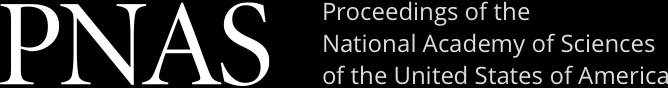 PNAS
Proceedings of the
National Academy of Sciences
of the United States of America